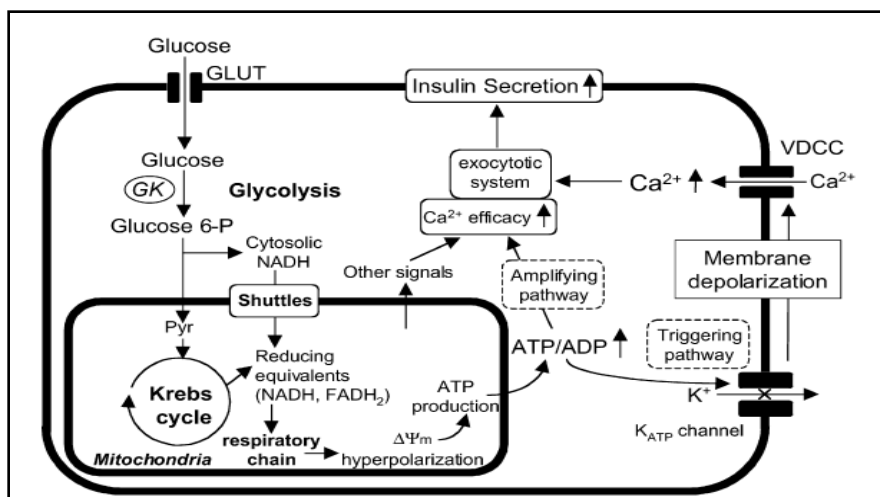 Glucose
GLUT
Insulin Secretion
VDCC
Glucose
exocytotic
system
Ca²⁺
Ca²⁺
GK
Glycolysis
Glucose 6-P
Ca²⁺ efficacy
Cytosolic
NADH
Other signals
Amplifying
pathway
Membrane
depolarization
Shuttles
Pyr
ATP/ADP
Triggering
pathway
Reducing
equivalents
(NADH, FADH₂)
Krebs
cycle
ATP
production
K⁺
respiratory
chain
ΔΨm
hyperpolarization
Mitochondria
K_ATP channel